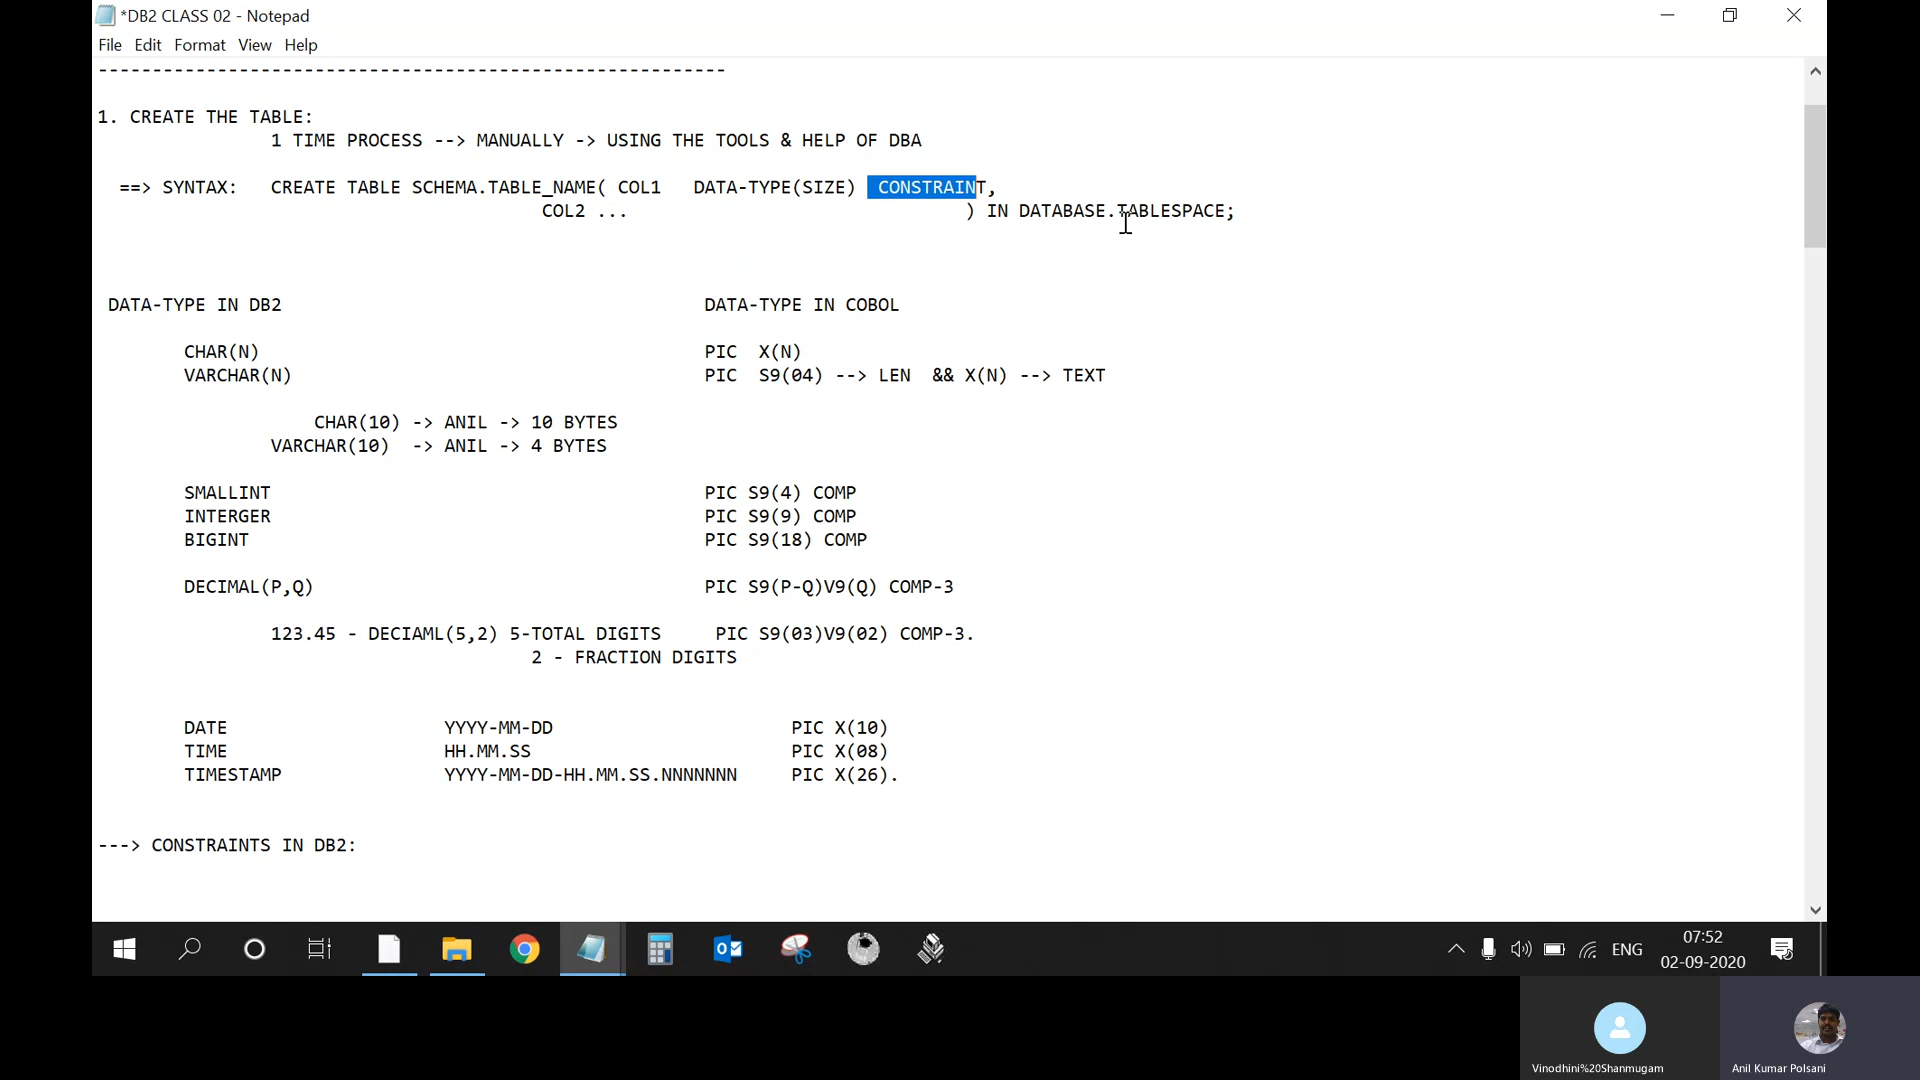 *DB2 CLASS 02 - Notepad
File Edit Format View Help
----------------------------------------------------------
1. CREATE THE TABLE:
1 TIME PROCESS --> MANUALLY -> USING THE TOOLS & HELP OF DBA
==> SYNTAX: CREATE TABLE SCHEMA.TABLE_NAME( COL1 DATA-TYPE(SIZE) CONSTRAINT,
COL2 ... ) IN DATABASE.TABLESPACE;
DATA-TYPE IN DB2 DATA-TYPE IN COBOL
CHAR(N) PIC X(N)
VARCHAR(N) PIC S9(04) --> LEN && X(N) --> TEXT
CHAR(10) -> ANIL -> 10 BYTES
VARCHAR(10) -> ANIL -> 4 BYTES
SMALLINT PIC S9(4) COMP
INTERGER PIC S9(9) COMP
BIGINT PIC S9(18) COMP
DECIMAL(P,Q) PIC S9(P-Q)V9(Q) COMP-3
123.45 - DECIAML(5,2) 5-TOTAL DIGITS PIC S9(03)V9(02) COMP-3.
2 - FRACTION DIGITS
DATE YYYY-MM-DD PIC X(10)
TIME HH.MM.SS PIC X(08)
TIMESTAMP YYYY-MM-DD-HH.MM.SS.NNNNNNN PIC X(26).
---> CONSTRAINTS IN DB2:
ENG
07:52
02-09-2020
Vinodhini%20Shanmugam
Anil Kumar Polsani